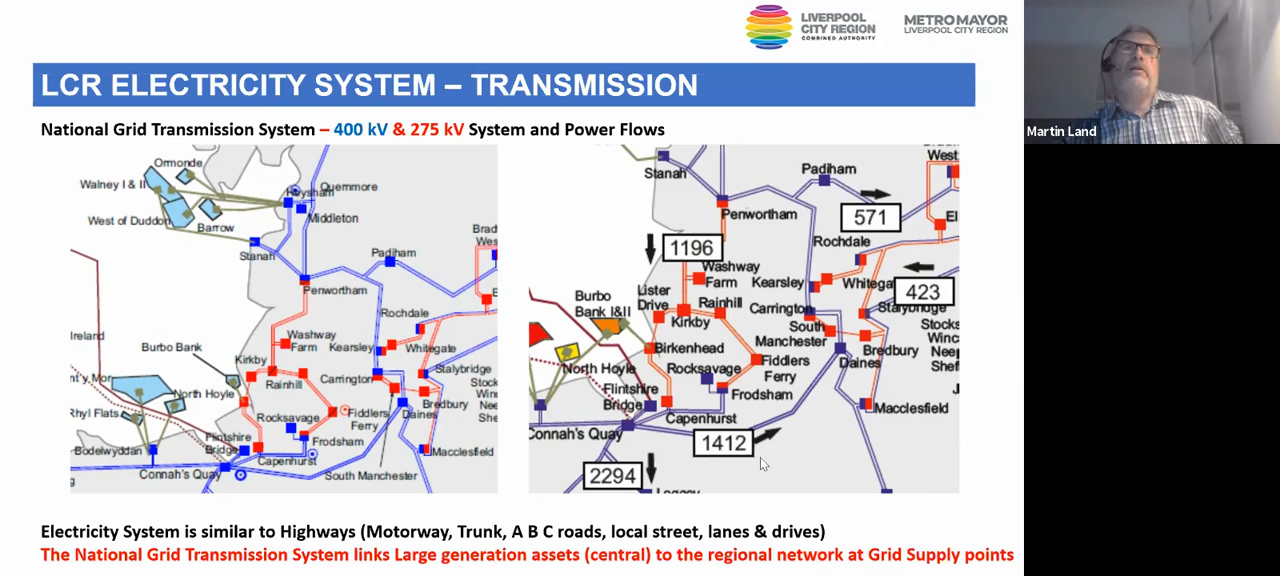 LIVERPOOL
CITY REGION
COMBINED AUTHORITY
METROMAYOR
LIVERPOOL CITY REGION
LCR ELECTRICITY SYSTEM – TRANSMISSION
National Grid Transmission System – 400 kV & 275 kV System and Power Flows
Martin Land
Ormonde
Walney I & II
Heysham
Quernmore
West of Duddon
Barrow
Middleton
Stanah
Padiham
Brad
Wes
Penwortham
Rochdale
Ireland
Washway
Farm
Burbo Bank
Kearsley
Whitegate
Kirkby
Stalybridge
Rainhill
Carrington
North Hoyle
Stock
Winc
Nee
She
Bredbury
Rhyl Flats
Rocksavage
Fiddlers
Ferry
Daines
Flintshire
Bridge
Frodsham
Bodelwyddan
Capenhurst
Macclesfield
Connah's Quay
South Manchester
Stanah
Padiham
West
571
Penwortham
Rochdale
El
1196
Washway
Farm
Kearsley
Whitegat
423
Lister
Drive
Burbo
Bank I&II
Rainhill
Carrington
Stalybridge
Kirkby
South
Manchester
Stocks
Winc
Neep
Shef
Birkenhead
Bredbury
Rocksavage
Fiddlers
Ferry
Daines
North Hoyle
Flintshire
Bridge
Frodsham
Capenhurst
Macclesfield
Connah's Quay
1412
2294
Electricity System is similar to Highways (Motorway, Trunk, A B C roads, local street, lanes & drives)
The National Grid Transmission System links Large generation assets (central) to the regional network at Grid Supply points